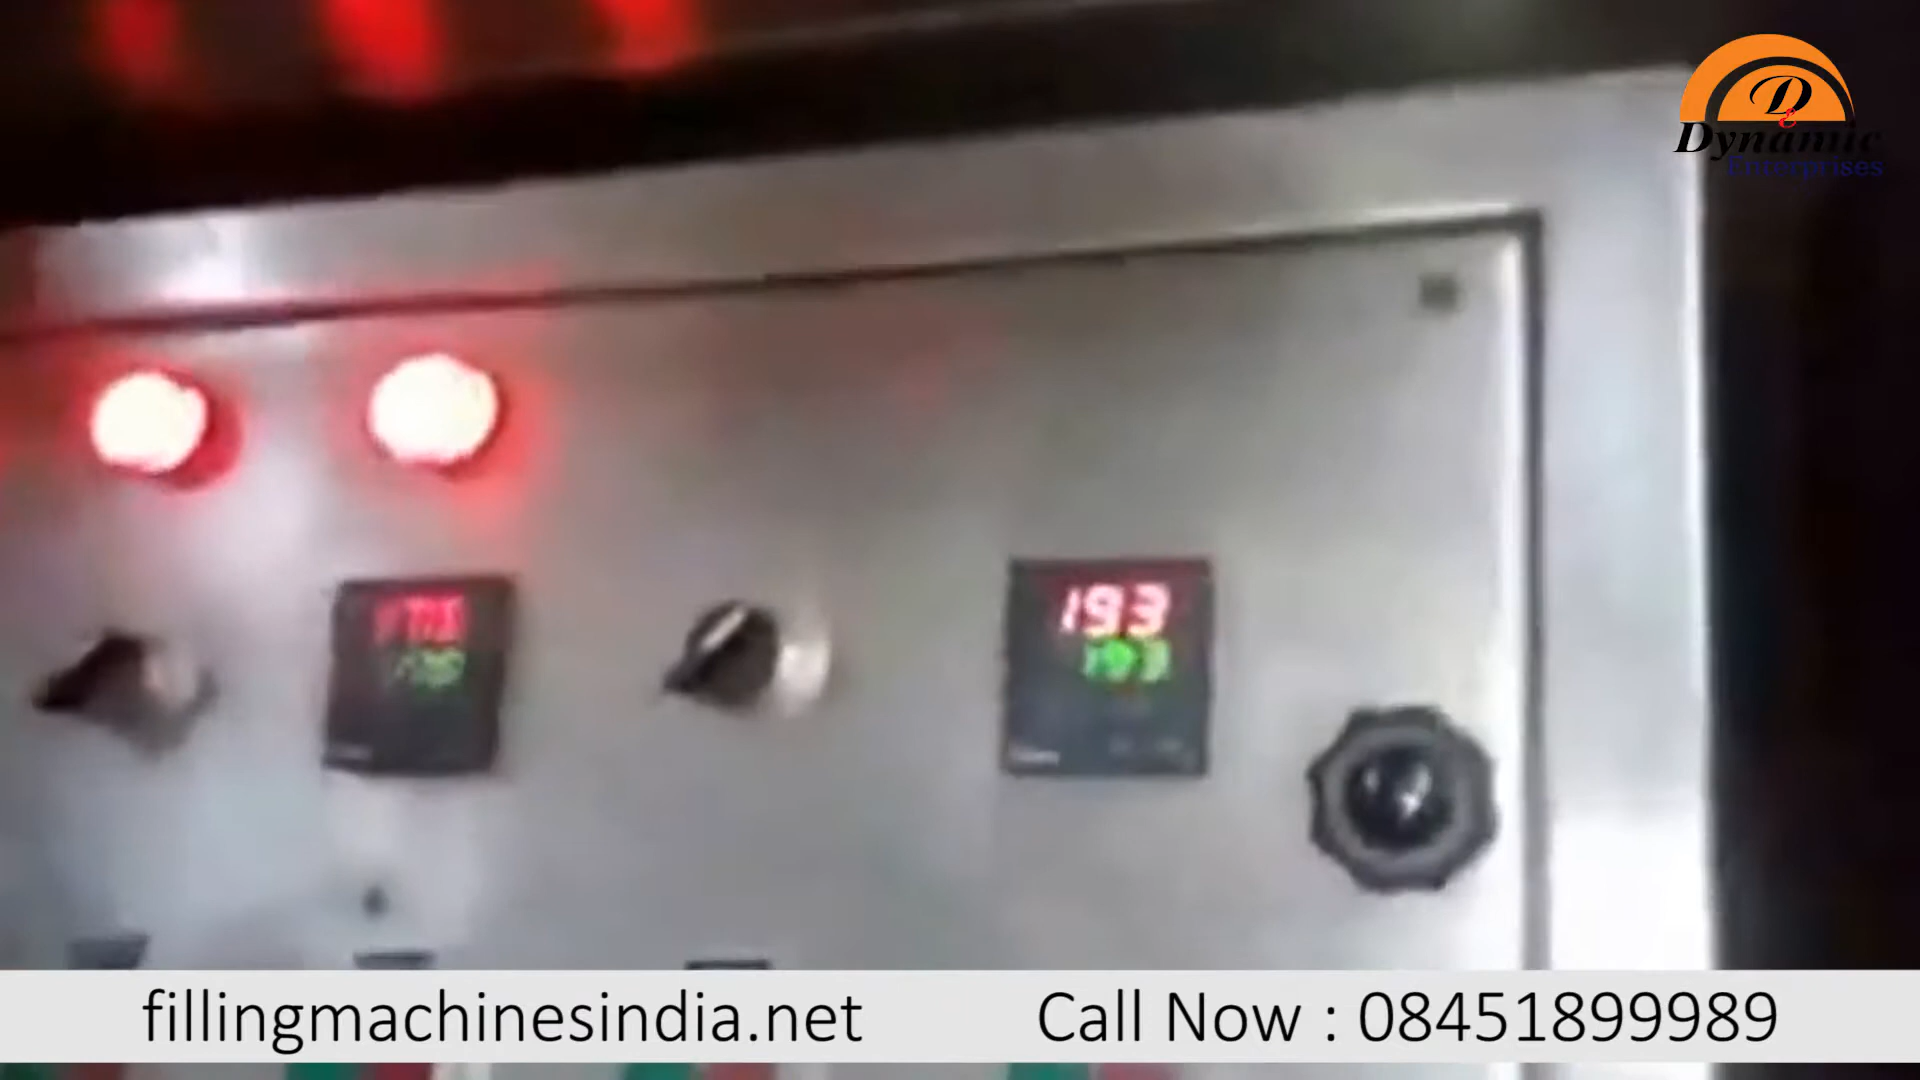 D
Dynamic
Enterprises
193
fillingmachinesindia.net
Call Now : 08451899989